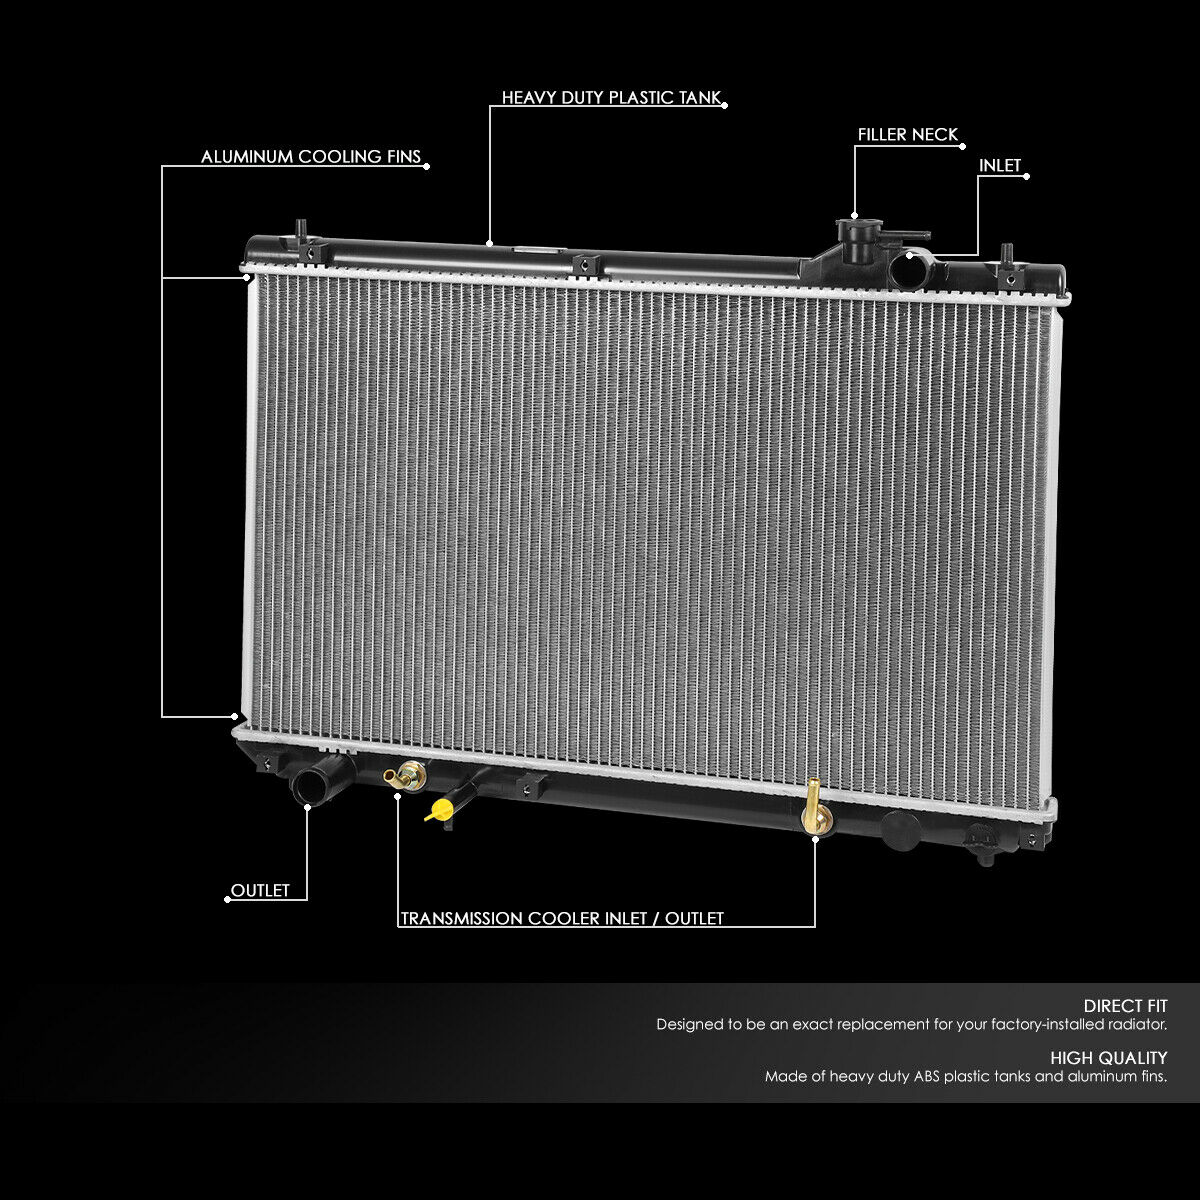 HEAVY DUTY PLASTIC TANK
FILLER NECK
ALUMINUM COOLING FINS
INLET
OUTLET
TRANSMISSION COOLER INLET / OUTLET
DIRECT FIT
Designed to be an exact replacement for your factory-installed radiator.
HIGH QUALITY
Made of heavy duty ABS plastic tanks and aluminum fins.